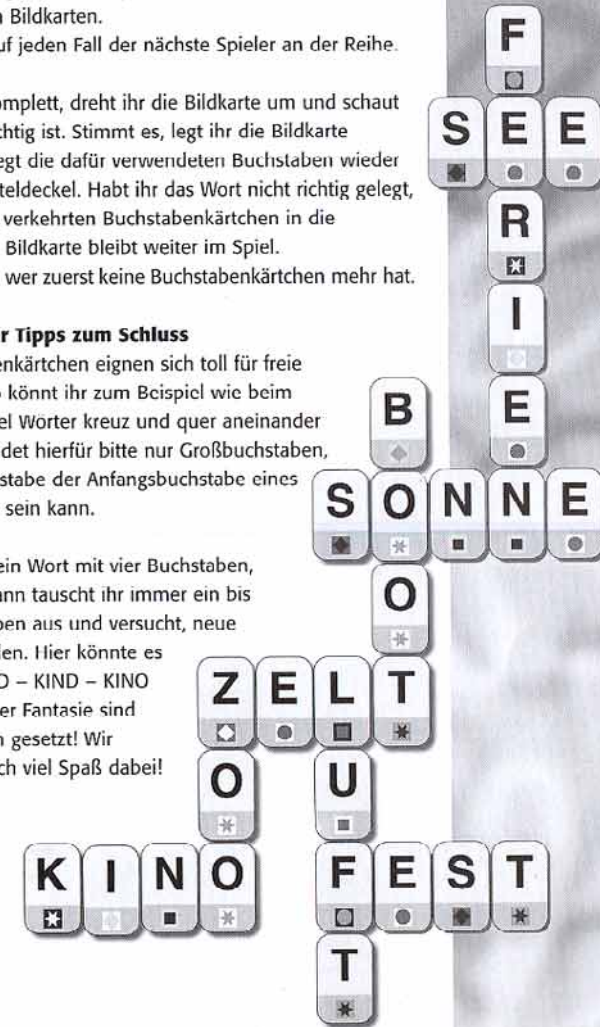 n Bildkarten.
uf jeden Fall der nächste Spieler an der Reihe.
omplett, dreht ihr die Bildkarte um und schaut
chtig ist. Stimmt es, legt ihr die Bildkarte
egt die dafür verwendeten Buchstaben wieder
teldeckel. Habt ihr das Wort nicht richtig gelegt,
verkehrten Buchstabenkärtchen in die
Bildkarte bleibt weiter im Spiel.
wer zuerst keine Buchstabenkärtchen mehr hat.
r Tipps zum Schluss
enkärtchen eignen sich toll für freie
o könnt ihr zum Beispiel wie beim
el Wörter kreuz und quer aneinander
det hierfür bitte nur Großbuchstaben,
stabe der Anfangsbuchstabe eines
sein kann.
ein Wort mit vier Buchstaben,
ann tauscht ihr immer ein bis
ben aus und versucht, neue
den. Hier könnte es
D – KIND – KINO
er Fantasie sind
n gesetzt! Wir
ch viel Spaß dabei!
FERIEN
SEE
BOOT
SONNE
ZELT
ZOO
LUFT
KINO
FEST